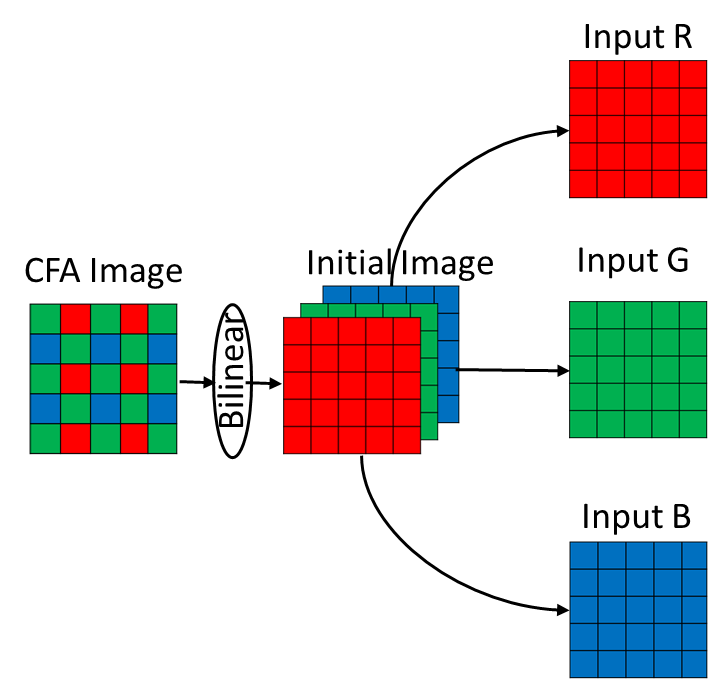 Input R
CFA Image
Bilinear
Initial Image
Input G
Input B